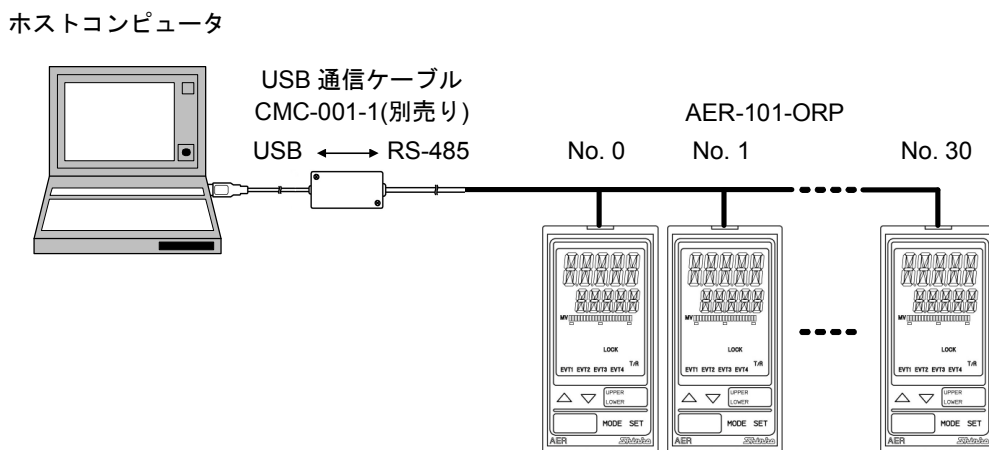 ホストコンピュータ
USB 通信ケーブル
CMC-001-1(別売り)
USB RS-485
AER-101-ORP
No. 0 No. 1 No. 30
MV
LOCK
T/R
EVT1 EVT2 EVT3 EVT4
UPPER
LOWER
MODE SET
AER Shinko
MV
LOCK
T/R
EVT1 EVT2 EVT3 EVT4
UPPER
LOWER
MODE SET
AER Shinko
MV
LOCK
T/R
EVT1 EVT2 EVT3 EVT4
UPPER
LOWER
MODE SET
AER Shinko